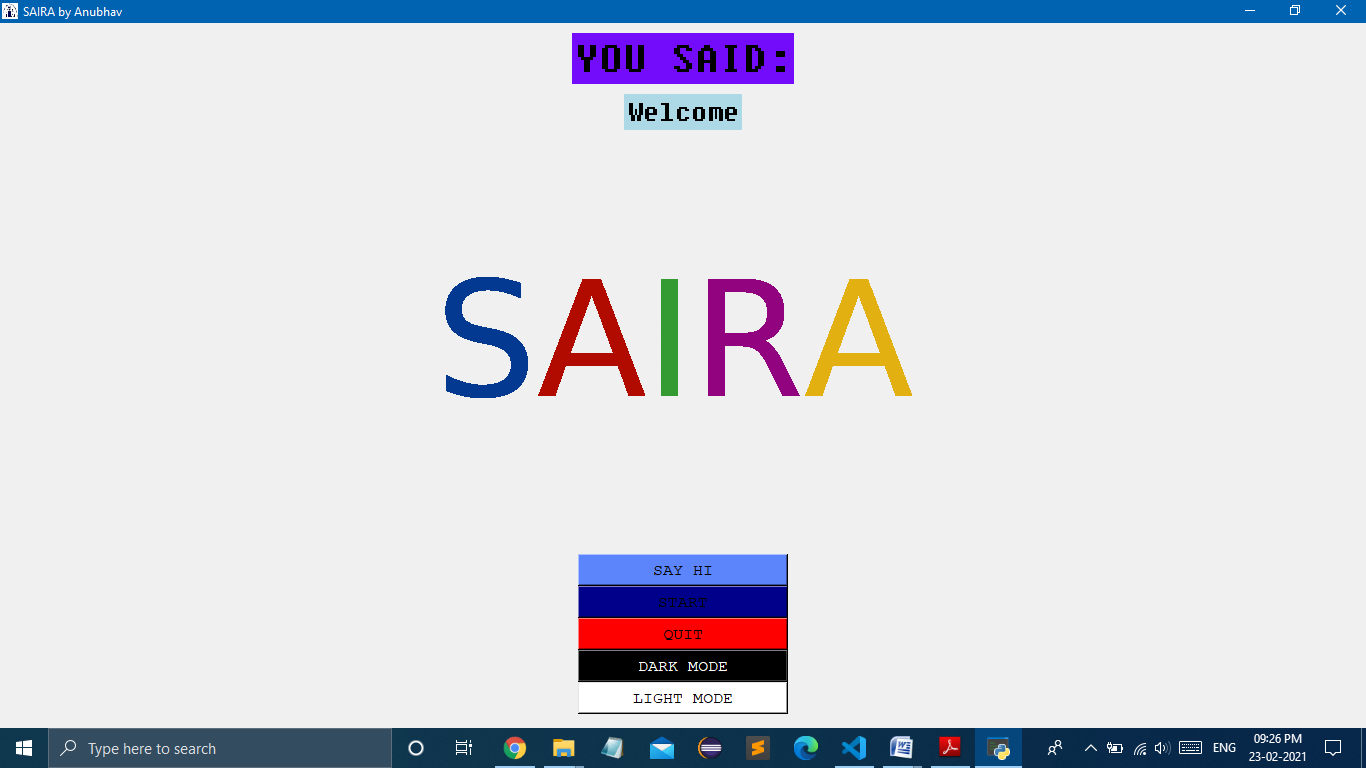 SAIRA by Anubhav
YOU SAID:
Welcome
SAIRA
SAY HI
START
QUIT
DARK MODE
LIGHT MODE
Type here to search
ENG
09:26 PM
23-02-2021